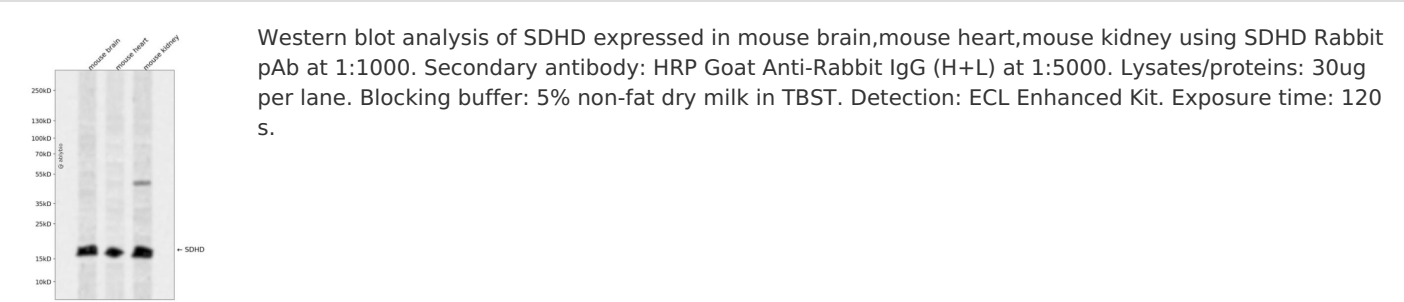 mouse brain
mouse heart
mouse kidney
250kD
130kD
100kD
70kD
55kD
35kD
25kD
15kD
10kD
@ abybio
← SDHD
Western blot analysis of SDHD expressed in mouse brain,mouse heart,mouse kidney using SDHD Rabbit
pAb at 1:1000. Secondary antibody: HRP Goat Anti-Rabbit IgG (H+L) at 1:5000. Lysates/proteins: 30ug
per lane. Blocking buffer: 5% non-fat dry milk in TBST. Detection: ECL Enhanced Kit. Exposure time: 120
s.